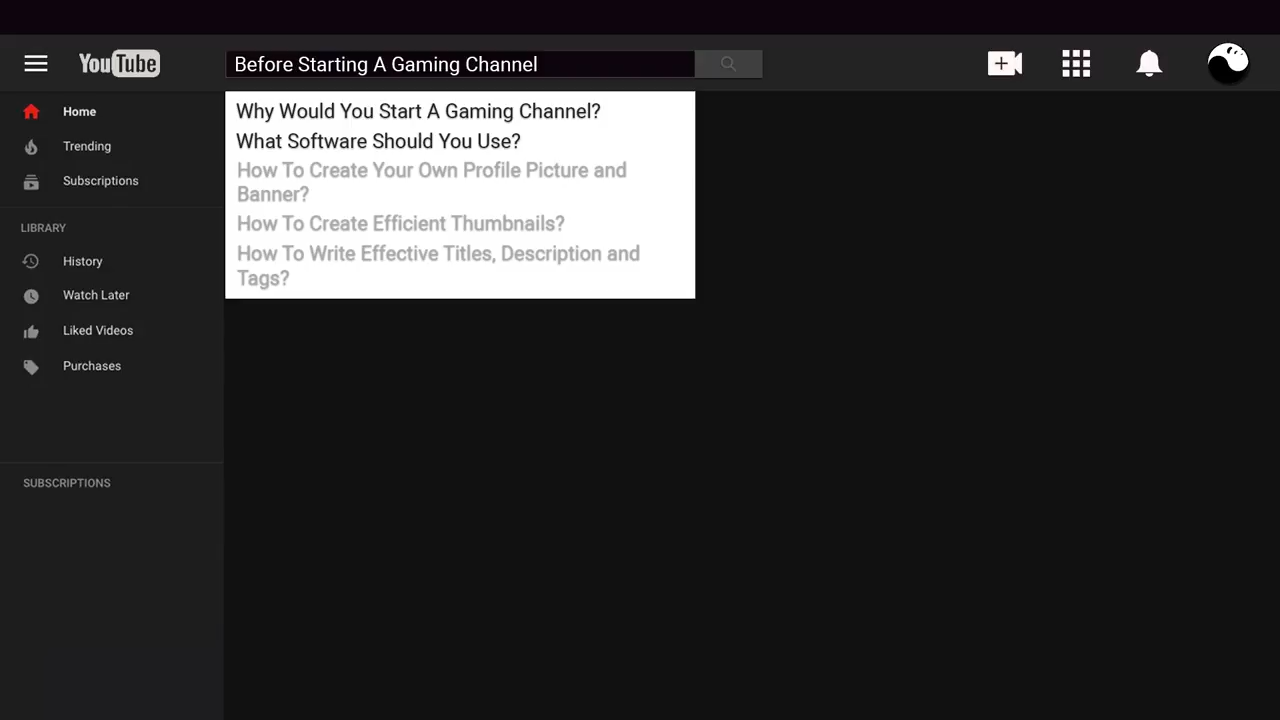 YouTube
Before Starting A Gaming Channel
Home
Trending
Subscriptions
LIBRARY
History
Watch Later
Liked Videos
Purchases
SUBSCRIPTIONS
Why Would You Start A Gaming Channel?
What Software Should You Use?
How To Create Your Own Profile Picture and
Banner?
How To Create Efficient Thumbnails?
How To Write Effective Titles, Description and
Tags?